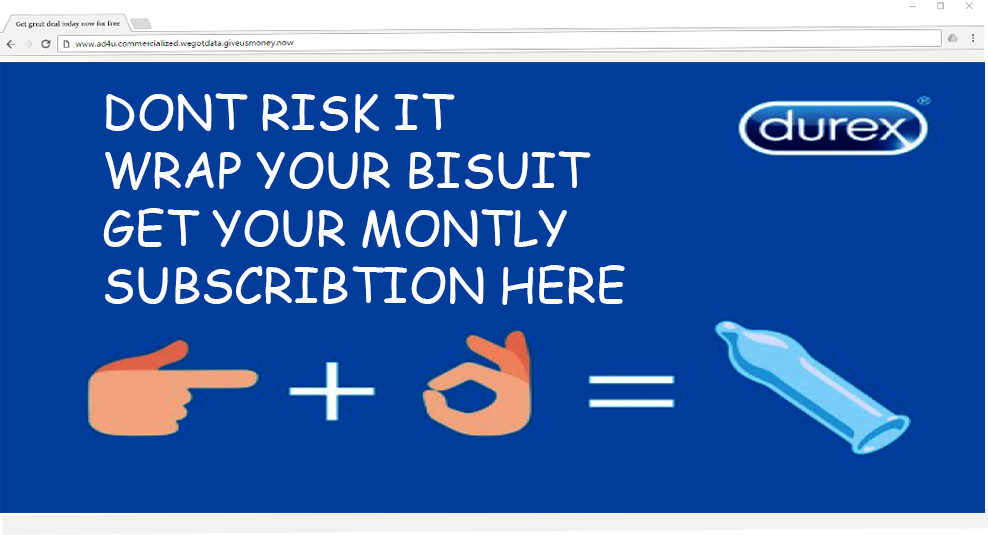 Get great deal today now for free
www.ad4u.commercialized.wegotdata.giveusmoney.now
DONT RISK IT
durex®
WRAP YOUR BISUIT
GET YOUR MONTLY
SUBSCRIBTION HERE
+ =